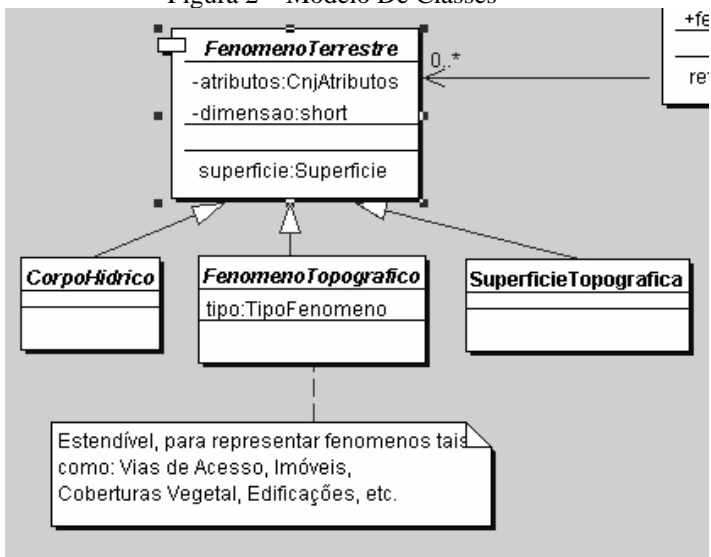 Figura 2 – Modelo De Classes
FenomenoTerrestre
-atributos:CnjAtributos
-dimensao:short
superficie:Superficie
0..*
+fe
ret
CorpoHidrico
FenomenoTopografico
tipo:TipoFenomeno
SuperficieTopografica
Estendível, para representar fenomenos tais
como: Vias de Acesso, Imóveis,
Coberturas Vegetal, Edificações, etc.